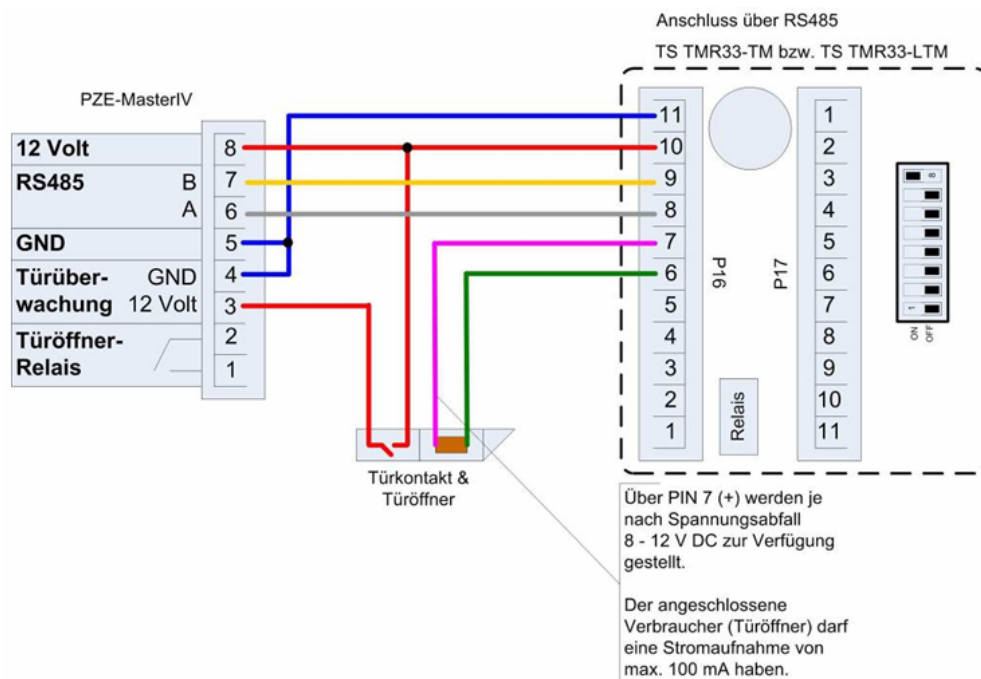 Anschluss über RS485
TS TMR33-TM bzw. TS TMR33-LTM
PZE-MasterIV
12 Volt 8
RS485 B 7
A 6
GND 5
Türüber- GND 4
wachung 12 Volt 3
Türöffner- 2
Relais 1
11
10
9
8
7
6
5
4
3
2
1
P16
Relais
P17
1
2
3
4
5
6
7
8
9
10
11
8
1
ON
OFF
Türkontakt &
Türöffner
Über PIN 7 (+) werden je
nach Spannungsabfall
8 - 12 V DC zur Verfügung
gestellt.
Der angeschlossene
Verbraucher (Türöffner) darf
eine Stromaufnahme von
max. 100 mA haben.